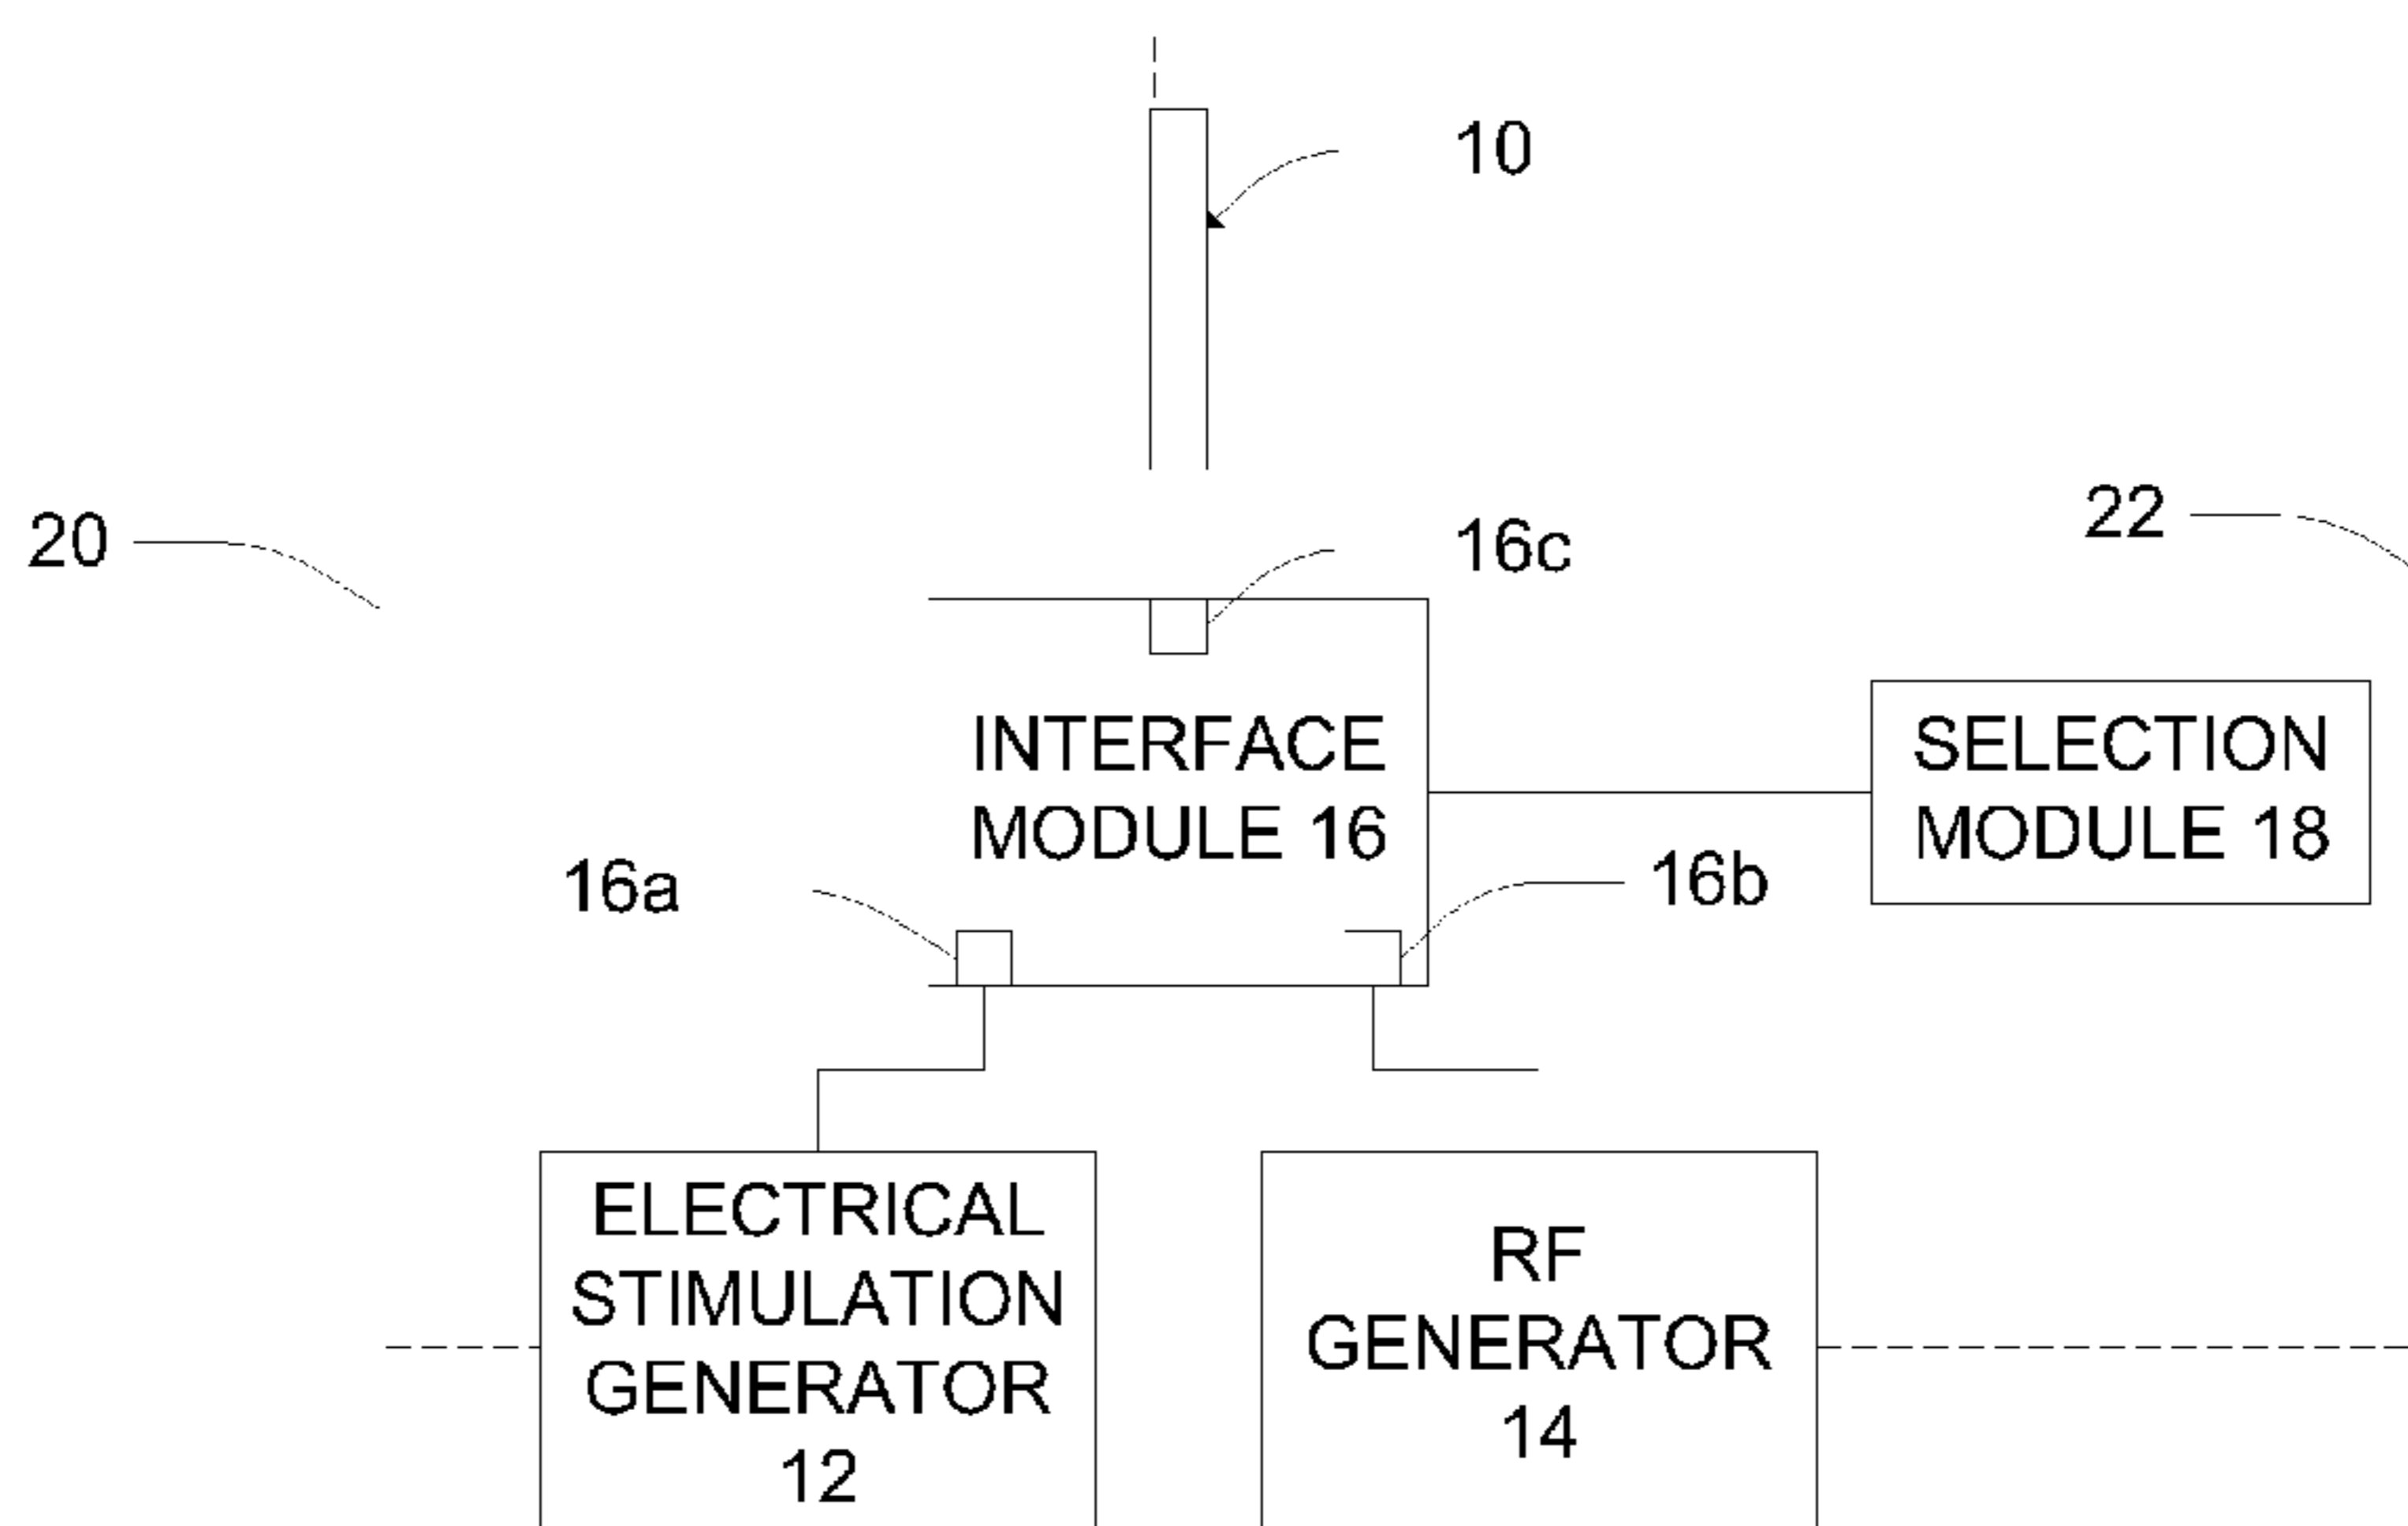 10
20
16c
22
INTERFACE
MODULE 16
SELECTION
MODULE 18
16a
16b
ELECTRICAL
STIMULATION
GENERATOR
12
RF
GENERATOR
14